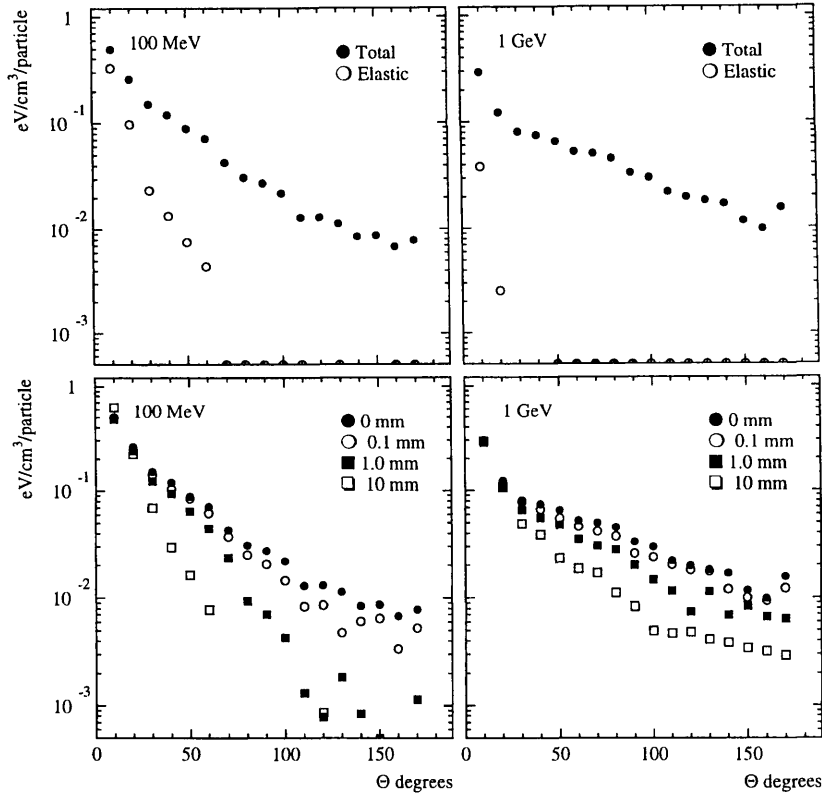 1
100 MeV
● Total
○ Elastic
eV/cm³/particle
10⁻¹
10⁻²
10⁻³
1 GeV
● Total
○ Elastic
1
100 MeV
● 0 mm
○ 0.1 mm
■ 1.0 mm
□ 10 mm
eV/cm³/particle
10⁻¹
10⁻²
10⁻³
0 50 100 150
Θ degrees
1 GeV
● 0 mm
○ 0.1 mm
■ 1.0 mm
□ 10 mm
0 50 100 150
Θ degrees